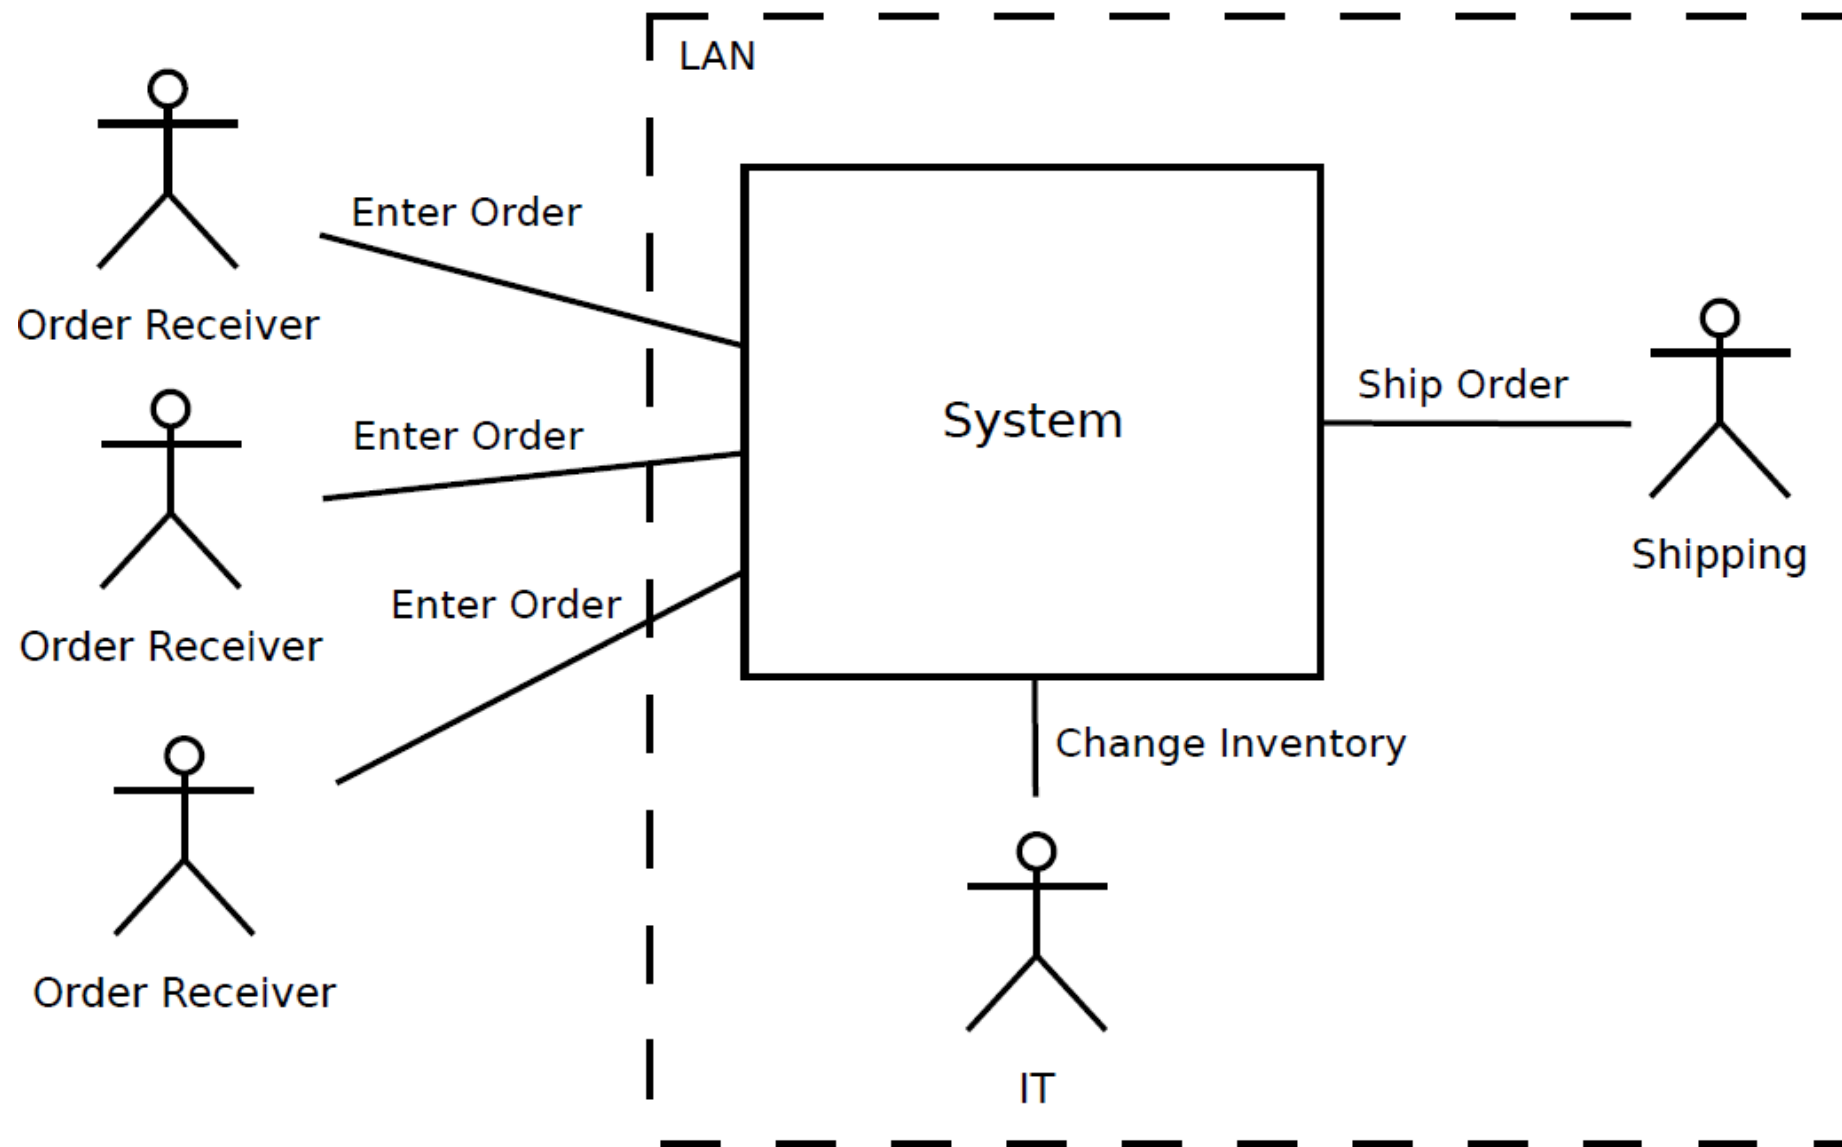 LAN
Enter Order
Order Receiver
Enter Order
Order Receiver
Enter Order
Order Receiver
System
Ship Order
Shipping
Change Inventory
IT